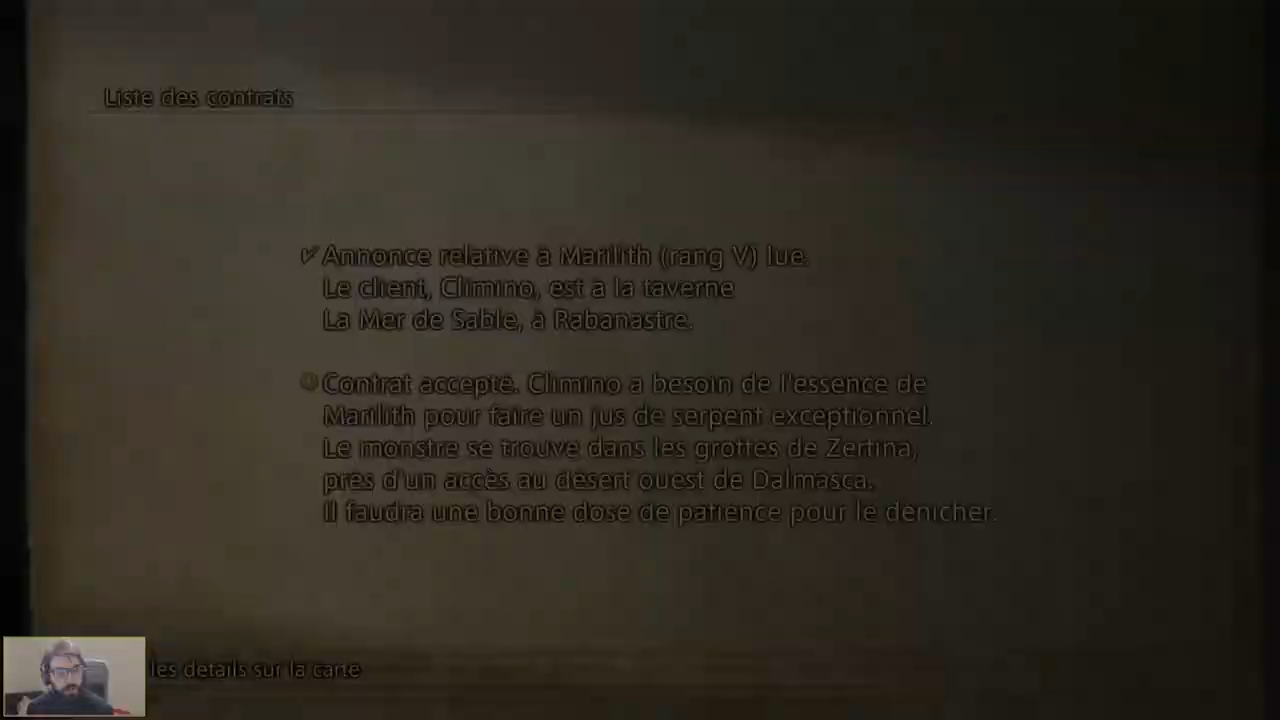 Liste des contrats
✓ Annonce relative à Marilith (rang V) lue.
Le client, Climino, est à la taverne
La Mer de Sable, à Rabanastre.
Contrat accepté. Climino a besoin de l'essence de
Marilith pour faire un jus de serpent exceptionnel.
Le monstre se trouve dans les grottes de Zertina,
près d'un accès au désert ouest de Dalmasca.
Il faudra une bonne dose de patience pour le dénicher.
les détails sur la carte